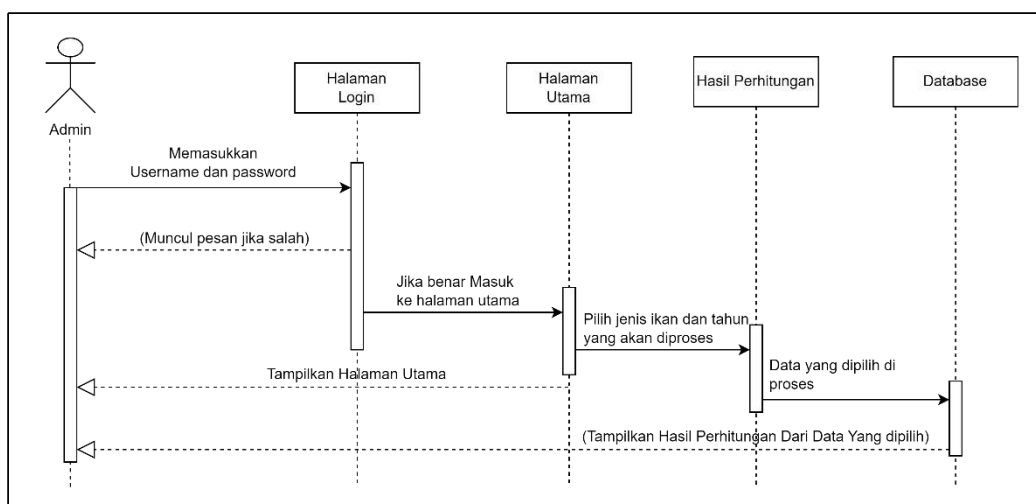 Admin
Halaman
Login
Halaman
Utama
Hasil Perhitungan
Database
Memasukkan
Username dan password
(Muncul pesan jika salah)
Jika benar Masuk
ke halaman utama
Pilih jenis ikan dan tahun
yang akan diproses
Tampilkan Halaman Utama
Data yang dipilih di
proses
(Tampilkan Hasil Perhitungan Dari Data Yang dipilih)